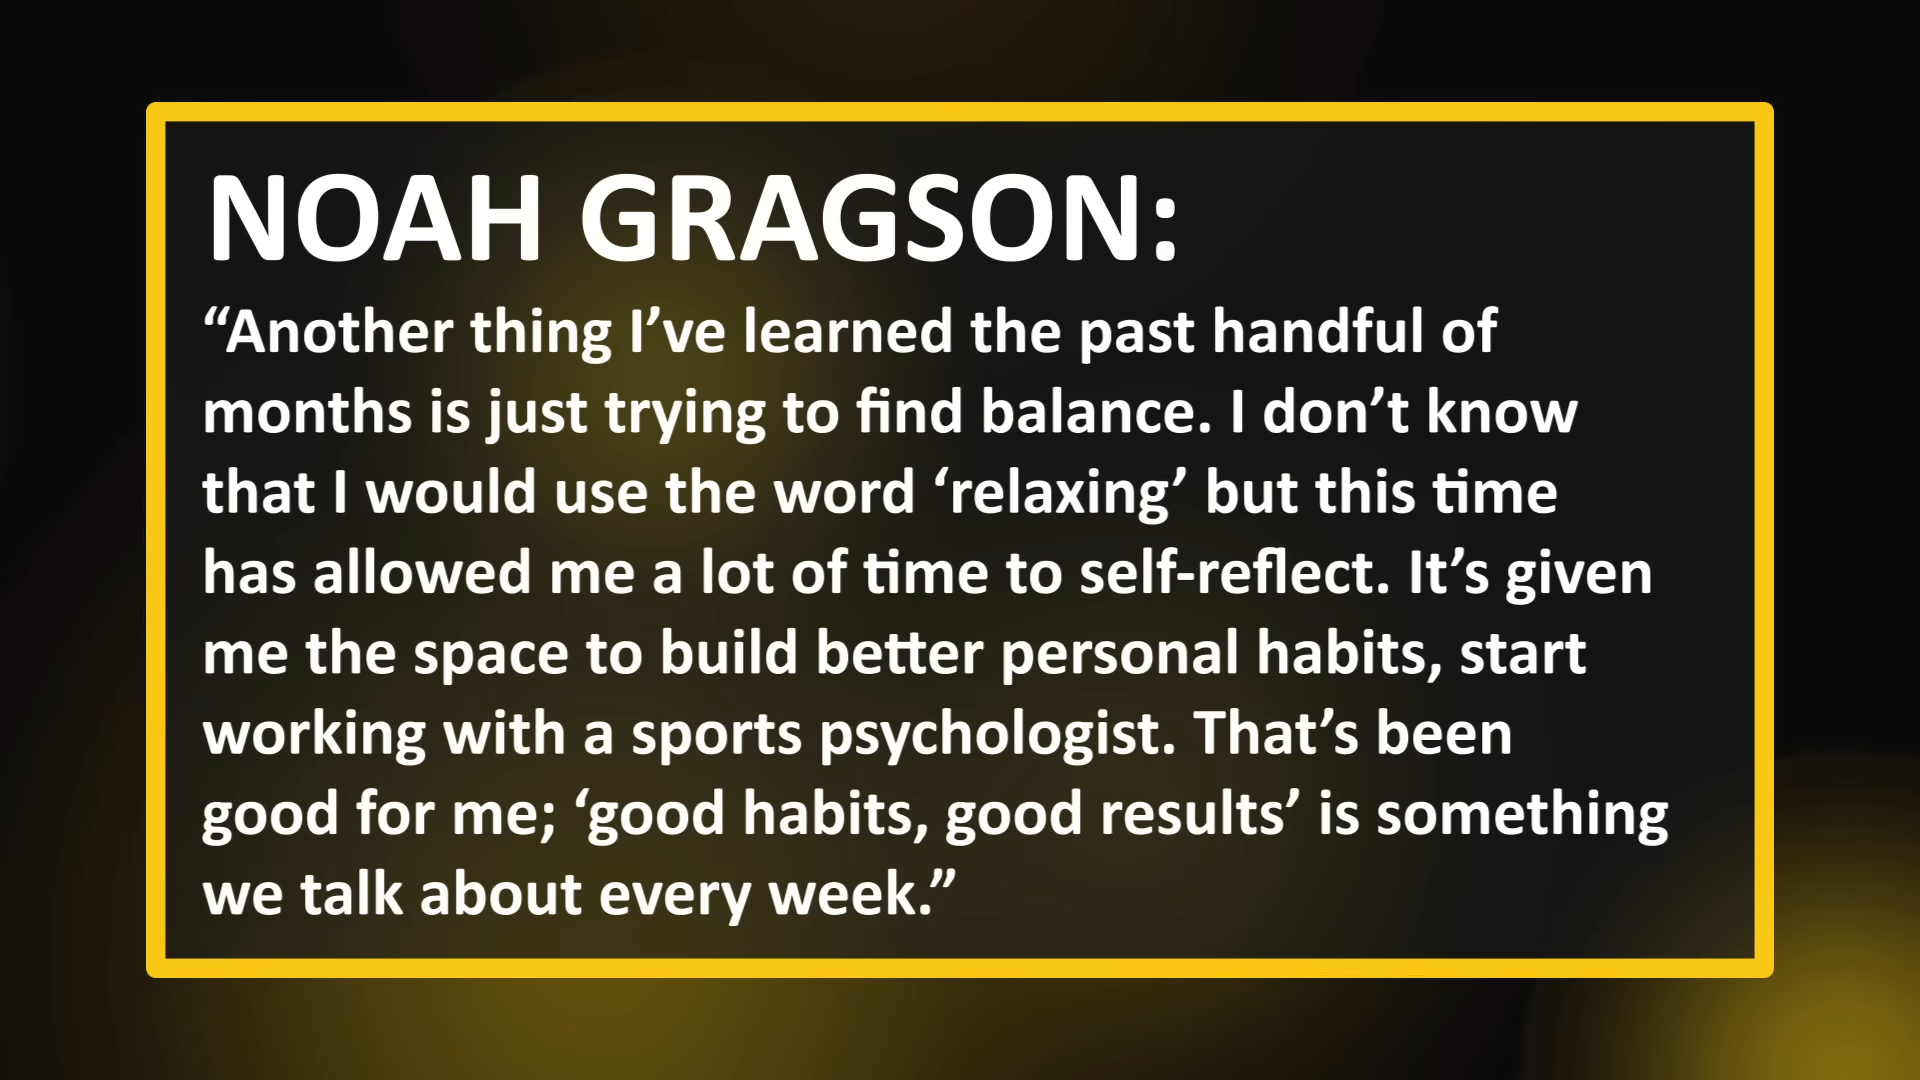 NOAH GRAGSON:
“Another thing I’ve learned the past handful of
months is just trying to find balance. I don’t know
that I would use the word ‘relaxing’ but this time
has allowed me a lot of time to self-reflect. It’s given
me the space to build better personal habits, start
working with a sports psychologist. That’s been
good for me; ‘good habits, good results’ is something
we talk about every week.”